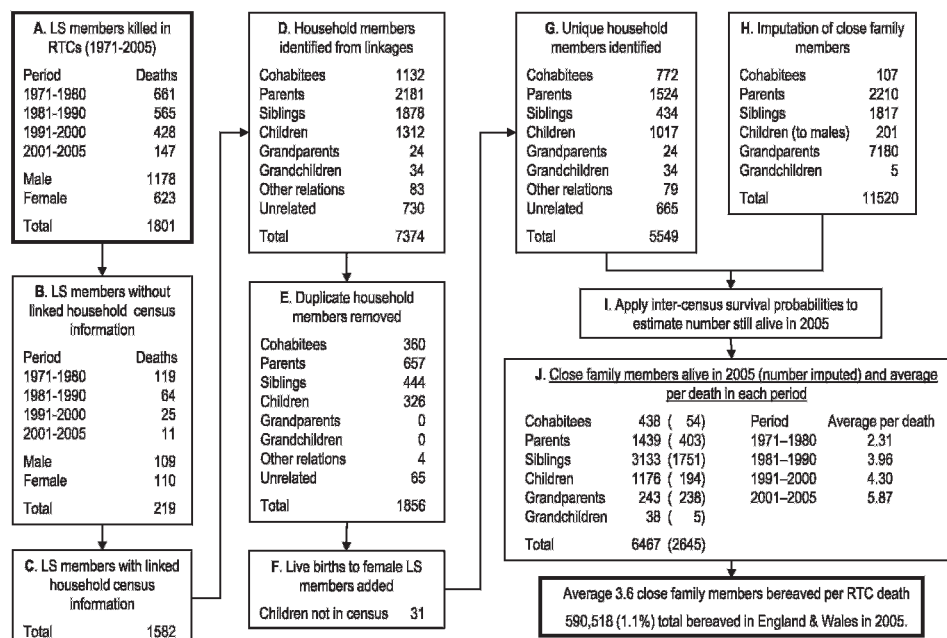 A. LS members killed in
RTCs (1971-2005)
Period Deaths
1971-1980 661
1981-1990 565
1991-2000 428
2001-2005 147
Male 1178
Female 623
Total 1801
B. LS members without
linked household census
information
Period Deaths
1971-1980 119
1981-1990 64
1991-2000 25
2001-2005 11
Male 109
Female 110
Total 219
C. LS members with linked
household census
information
Total 1582
D. Household members
identified from linkages
Cohabitees 1132
Parents 2181
Siblings 1878
Children 1312
Grandparents 24
Grandchildren 34
Other relations 83
Unrelated 730
Total 7374
E. Duplicate household
members removed
Cohabitees 360
Parents 657
Siblings 444
Children 326
Grandparents 0
Grandchildren 0
Other relations 4
Unrelated 65
Total 1856
F. Live births to female LS
members added
Children not in census 31
G. Unique household
members identified
Cohabitees 772
Parents 1524
Siblings 434
Children 1017
Grandparents 24
Grandchildren 34
Other relations 79
Unrelated 665
Total 5549
H. Imputation of close family
members
Cohabitees 107
Parents 2210
Siblings 1817
Children (to males) 201
Grandparents 7180
Grandchildren 5
Total 11520
I. Apply inter-census survival probabilities to
estimate number still alive in 2005
J. Close family members alive in 2005 (number imputed) and average
per death in each period
Cohabitees 438 ( 54) Period Average per death
Parents 1439 ( 403) 1971–1980 2.31
Siblings 3133 (1751) 1981–1990 3.96
Children 1176 ( 194) 1991–2000 4.30
Grandparents 243 ( 238) 2001–2005 5.87
Grandchildren 38 ( 5)
Total 6467 (2645)
Average 3.6 close family members bereaved per RTC death
590,518 (1.1%) total bereaved in England & Wales in 2005.